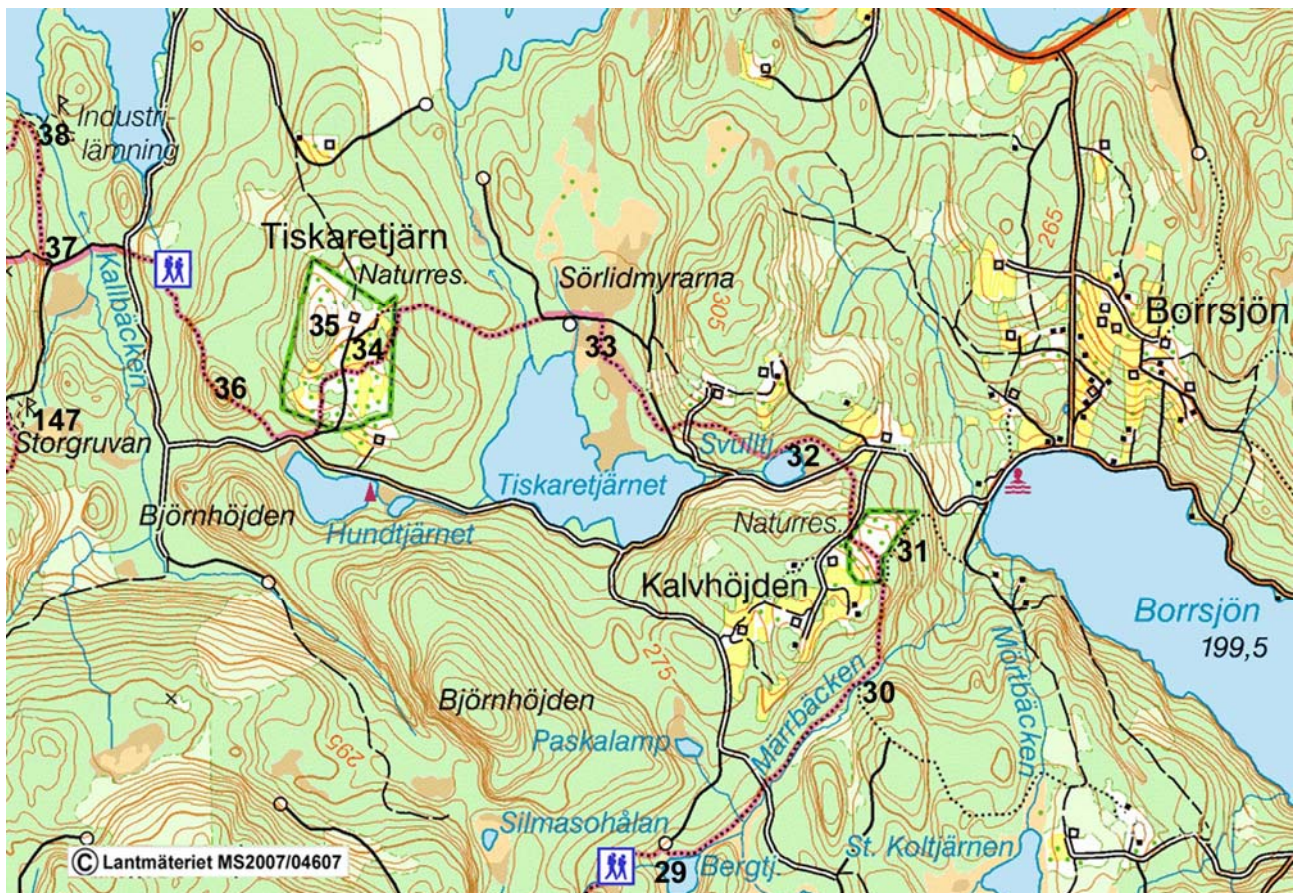 38
Industri-
lämning
37
Kallbäcken
Tiskaretjärn
Naturres.
35
34
36
Sörlidmyrarna
33
305
265
Borrsjön
147
Storgruvan
Björnhöjden
Hundtjärnet
Tiskaretjärnet
Svulltj.
32
Naturres.
31
Kalvhöjden
Borrsjön
199,5
275
Björnhöjden
Märrbäcken
30
Mörtbäcken
Paskalamp
295
Silmasohålan
29
Bergtj.
St. Koltjärnen
© Lantmäteriet MS2007/04607